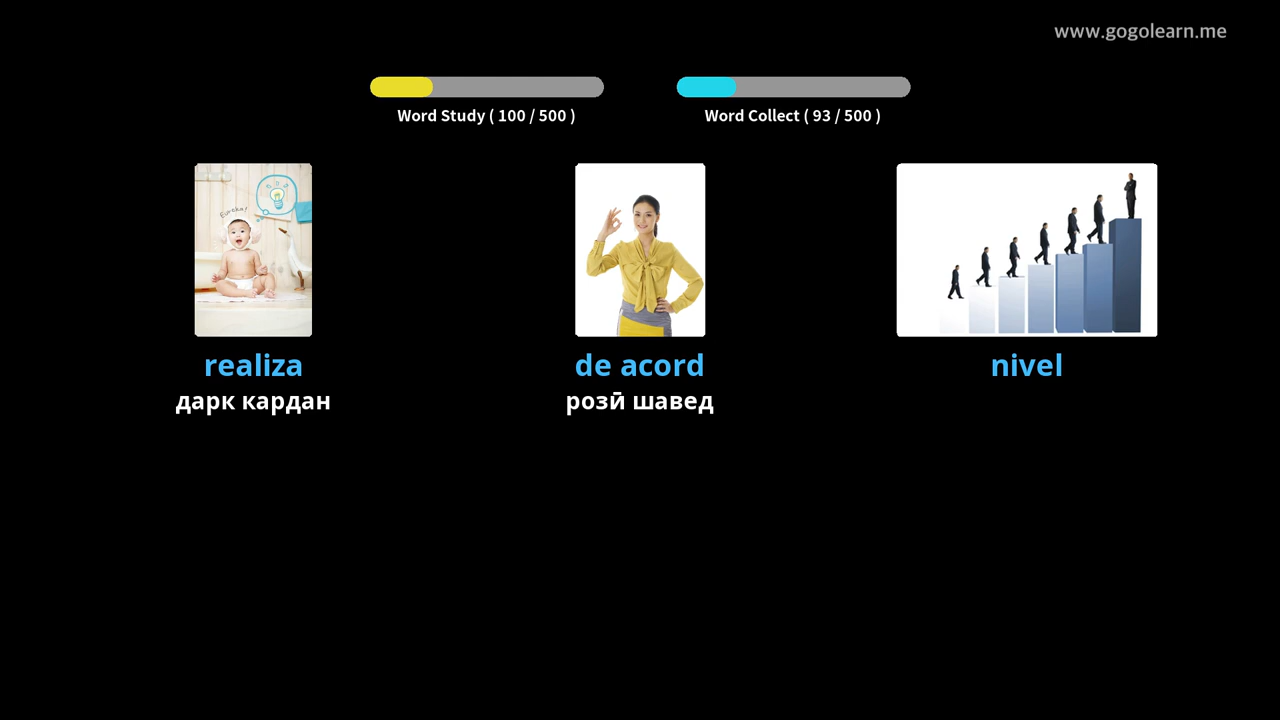 www.gogolearn.me
Word Study ( 100 / 500 )
Word Collect ( 93 / 500 )
Eureka!
realiza
de acord
nivel
дарк кардан
розӣ шавед